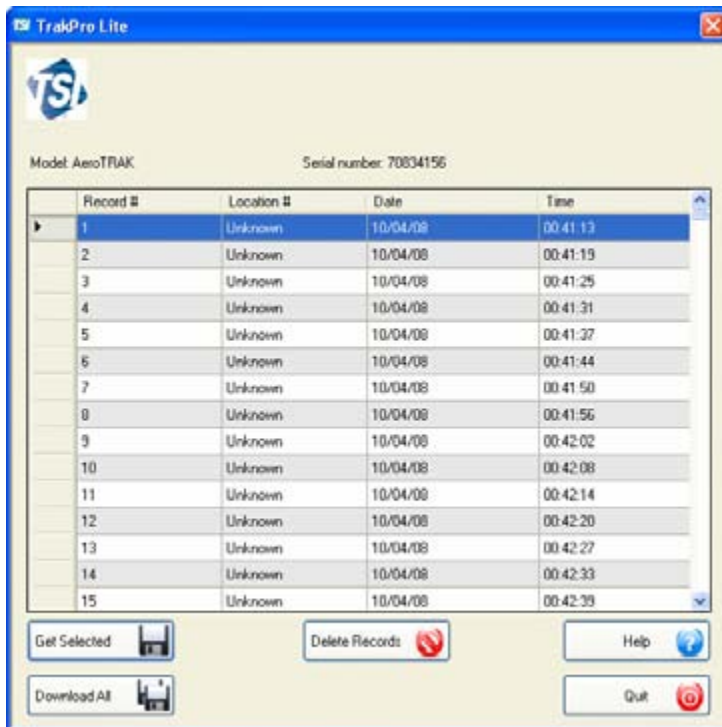 TSI TrakPro Lite
TSI
Model: AeroTRAK Serial number: 70834156
Record # Location # Date Time
1 Unknown 10/04/08 00:41:13
2 Unknown 10/04/08 00:41:19
3 Unknown 10/04/08 00:41:25
4 Unknown 10/04/08 00:41:31
5 Unknown 10/04/08 00:41:37
6 Unknown 10/04/08 00:41:44
7 Unknown 10/04/08 00:41:50
8 Unknown 10/04/08 00:41:56
9 Unknown 10/04/08 00:42:02
10 Unknown 10/04/08 00:42:08
11 Unknown 10/04/08 00:42:14
12 Unknown 10/04/08 00:42:20
13 Unknown 10/04/08 00:42:27
14 Unknown 10/04/08 00:42:33
15 Unknown 10/04/08 00:42:39
Get Selected Delete Records Help
Download All Quit